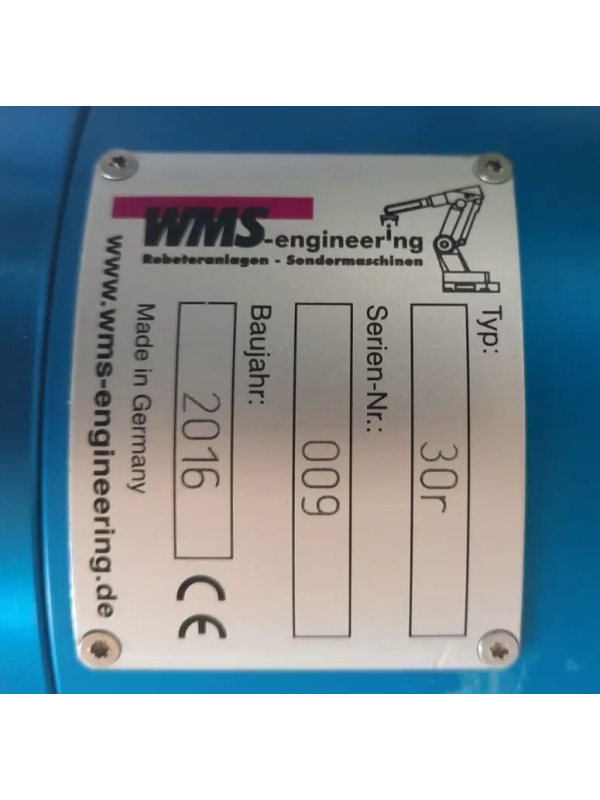 WMS-engineering
Roboteranlagen - Sondermaschinen
Typ: 30r
Serien-Nr.: 009
Baujahr: 2016
Made in Germany
CE
www.wms-engineering.de